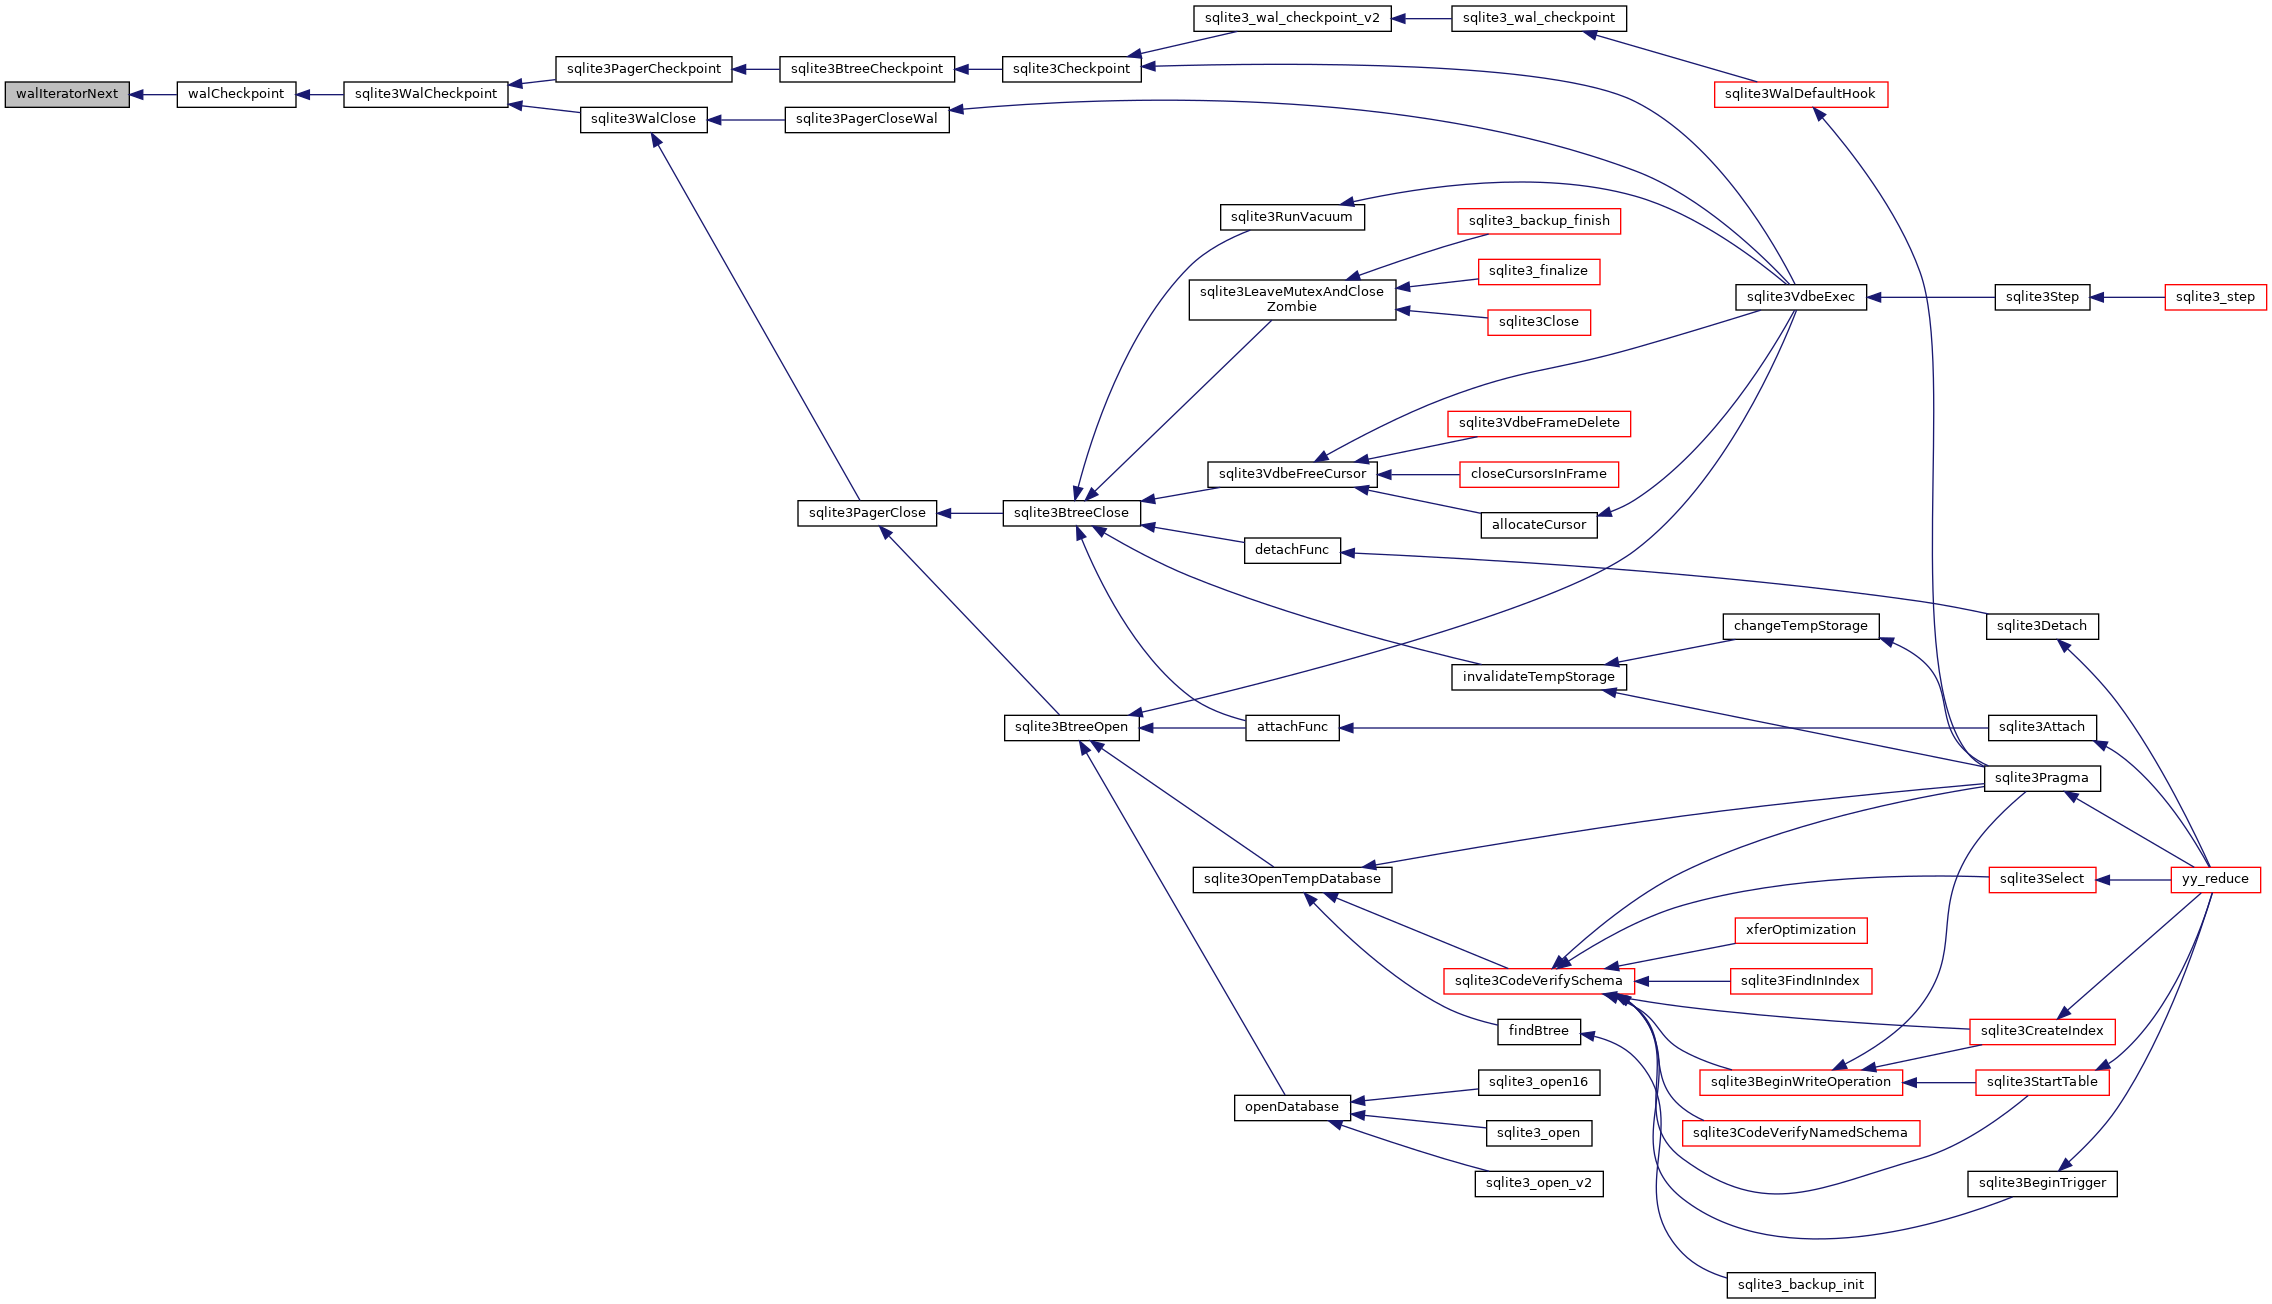 sqlite3_wal_checkpoint_v2
sqlite3_wal_checkpoint
sqlite3PagerCheckpoint
sqlite3BtreeCheckpoint
sqlite3Checkpoint
walIteratorNext
walCheckpoint
sqlite3WalCheckpoint
sqlite3WalDefaultHook
sqlite3WalClose
sqlite3PagerCloseWal
sqlite3RunVacuum
sqlite3_backup_finish
sqlite3_finalize
sqlite3LeaveMutexAndClose
Zombie
sqlite3VdbeExec
sqlite3Step
sqlite3_step
sqlite3Close
sqlite3VdbeFrameDelete
sqlite3VdbeFreeCursor
closeCursorsInFrame
sqlite3PagerClose
sqlite3BtreeClose
allocateCursor
detachFunc
changeTempStorage
sqlite3Detach
invalidateTempStorage
sqlite3BtreeOpen
attachFunc
sqlite3Attach
sqlite3Pragma
sqlite3OpenTempDatabase
sqlite3Select
yy_reduce
xferOptimization
sqlite3CodeVerifySchema
sqlite3FindInIndex
findBtree
sqlite3CreateIndex
sqlite3_open16
sqlite3BeginWriteOperation
sqlite3StartTable
openDatabase
sqlite3_open
sqlite3CodeVerifyNamedSchema
sqlite3_open_v2
sqlite3BeginTrigger
sqlite3_backup_init